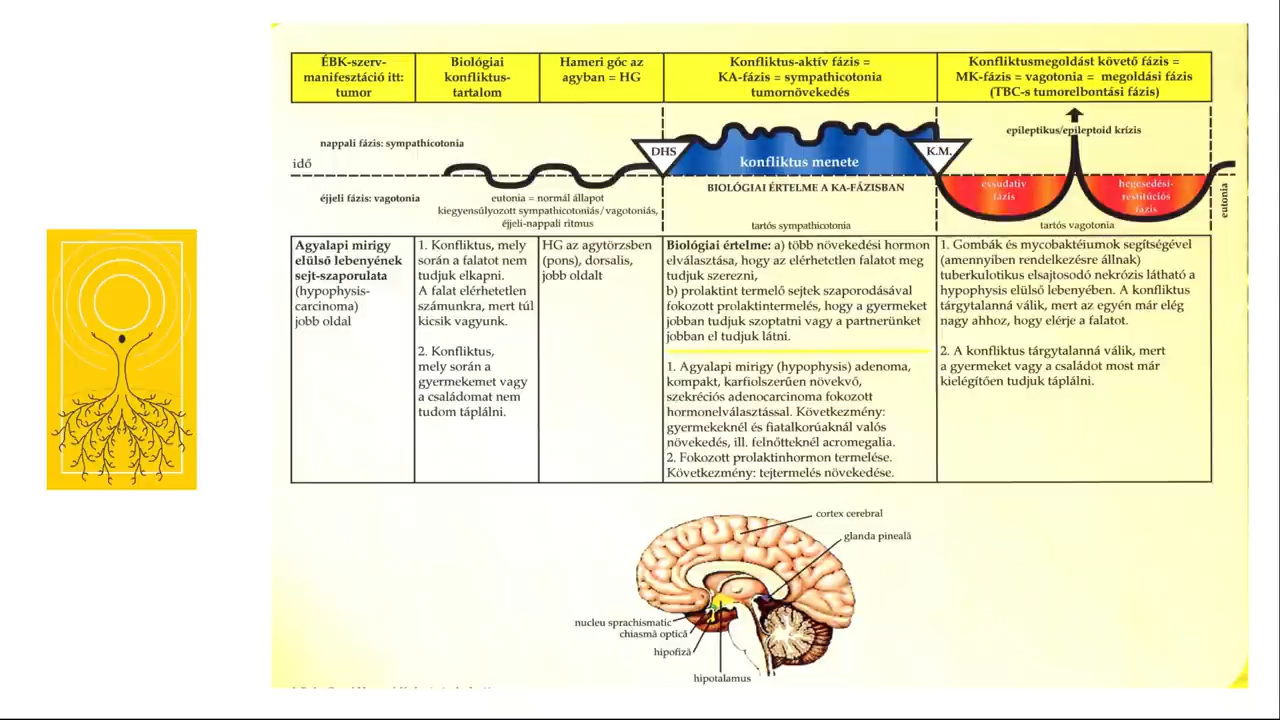 ÉBK-szerv-
manifesztáció itt:
tumor
Biológiai
konfliktus-
tartalom
Hameri góc az
agyban = HG
Konfliktus-aktív fázis =
KA-fázis = sympathicotonia
tumornövekedés
Konfliktusmegoldást követő fázis =
MK-fázis = vagotonia = megoldási fázis
(TBC-s tumorelbontási fázis)
nappali fázis: sympathicotonia
idő
éjjeli fázis: vagotonia
eutonia = normál állapot
kiegyensúlyozott sympathicotoniás/vagotoniás,
éjjeli-nappali ritmus
DHS
konfliktus menete
BIOLÓGIAI ÉRTELME A KA-FÁZISBAN
tartós sympathicotonia
K.M.
epileptikus/epileptoid krízis
essudatív
fázis
hegesedési-
restitúciós
fázis
tartós vagotonia
eutonia
Agyalapi mirigy
elülső lebenyének
sejt-szaporulata
(hypophysis-
carcinoma)
jobb oldal
1. Konfliktus, mely
során a falatot nem
tudjuk elkapni.
A falat elérhetetlen
számunkra, mert túl
kicsik vagyunk.
2. Konfliktus,
mely során a
gyermekemet vagy
a családomat nem
tudom táplálni.
HG az agytörzsben
(pons), dorsalis,
jobb oldalt
Biológiai értelme: a) több növekedési hormon
elválasztása, hogy az elérhetetlen falatot meg
tudjuk szerezni,
b) prolaktint termelő sejtek szaporodásával
fokozott prolaktintermelés, hogy a gyermeket
jobban tudjuk szoptatni vagy a partnerünket
jobban el tudjuk látni.
1. Agyalapi mirigy (hypophysis) adenoma,
kompakt, karfiolszerűen növekvő,
szekréciós adenocarcinoma fokozott
hormonelválasztással. Következmény:
gyermekeknél és fiatalkorúaknál valós
növekedés, ill. felnőtteknél acromegalia.
2. Fokozott prolaktinhormon termelése.
Következmény: tejtermelés növekedése.
1. Gombák és mycobaktéiumok segítségével
(amennyiben rendelkezésre állnak)
tuberkulotikus elsajtosodó nekrózis látható a
hypophysis elülső lebenyében. A konfliktus
tárgytalanná válik, mert az egyén már elég
nagy ahhoz, hogy elérje a falatot.
2. A konfliktus tárgytalanná válik, mert
a gyermeket vagy a családot most már
kielégítően tudjuk táplálni.
cortex cerebral
glanda pineală
nucleu sprachismatic
chiasmă optică
hipofiză
hipotalamus